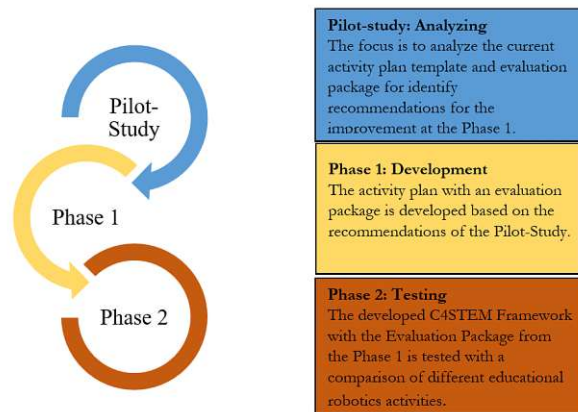 Pilot-
Study
Phase 1
Phase 2
Pilot-study: Analyzing
The focus is to analyze the current
activity plan template and evaluation
package for identify
recommendations for the
improvement at the Phase 1.
Phase 1: Development
The activity plan with an evaluation
package is developed based on the
recommendations of the Pilot-Study.
Phase 2: Testing
The developed C4STEM Framework
with the Evaluation Package from
the Phase 1 is tested with a
comparison of different educational
robotics activities.